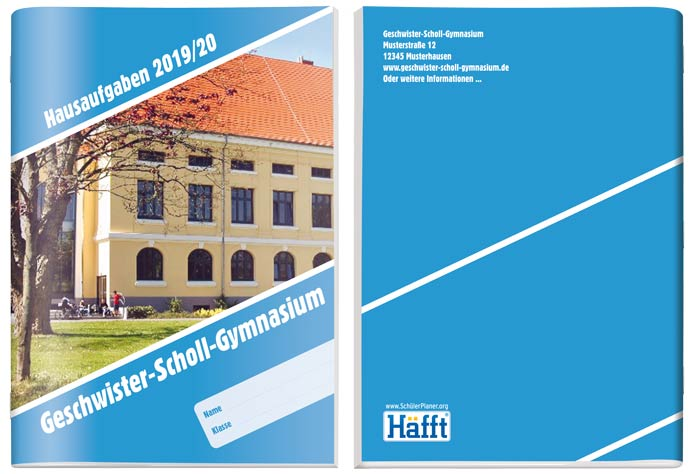 Hausaufgaben 2019/20
Geschwister-Scholl-Gymnasium
Name
Klasse
Geschwister-Scholl-Gymnasium
Musterstraße 12
12345 Musterhausen
www.geschwister-scholl-gymnasium.de
Oder weitere Informationen ...
www.SchülerPlaner.org
Häfft